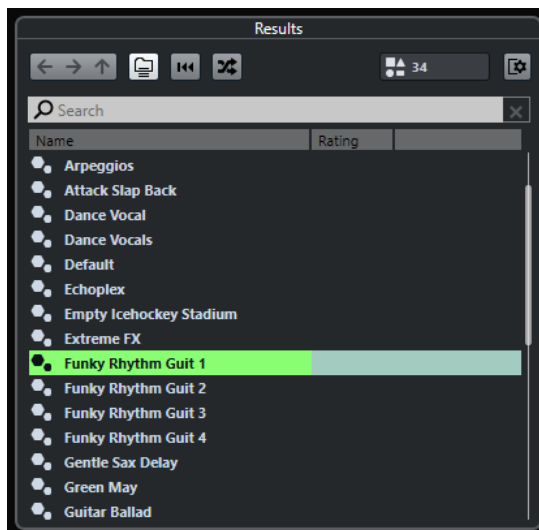 Results
34
Search
Name Rating
Arpeggios
Attack Slap Back
Dance Vocal
Dance Vocals
Default
Echoplex
Empty Icehockey Stadium
Extreme FX
Funky Rhythm Guit 1
Funky Rhythm Guit 2
Funky Rhythm Guit 3
Funky Rhythm Guit 4
Gentle Sax Delay
Green May
Guitar Ballad